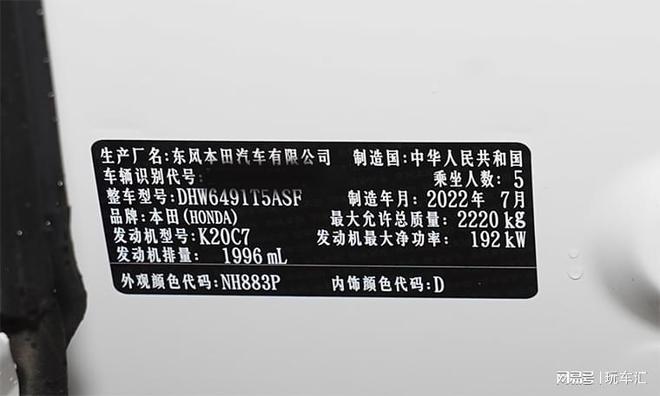 生产厂名:东风本田汽车有限公司 制造国:中华人民共和国
车辆识别代号: 乘坐人数: 5
整车型号:DHW6491T5ASF 制造年月:2022年 7月
品牌:本田(HONDA) 最大允许总质量: 2220 kg
发动机型号:K20C7 发动机最大净功率: 192 kW
发动机排量: 1996 mL
外观颜色代码:NH883P 内饰颜色代码:D
网易号|玩车汇